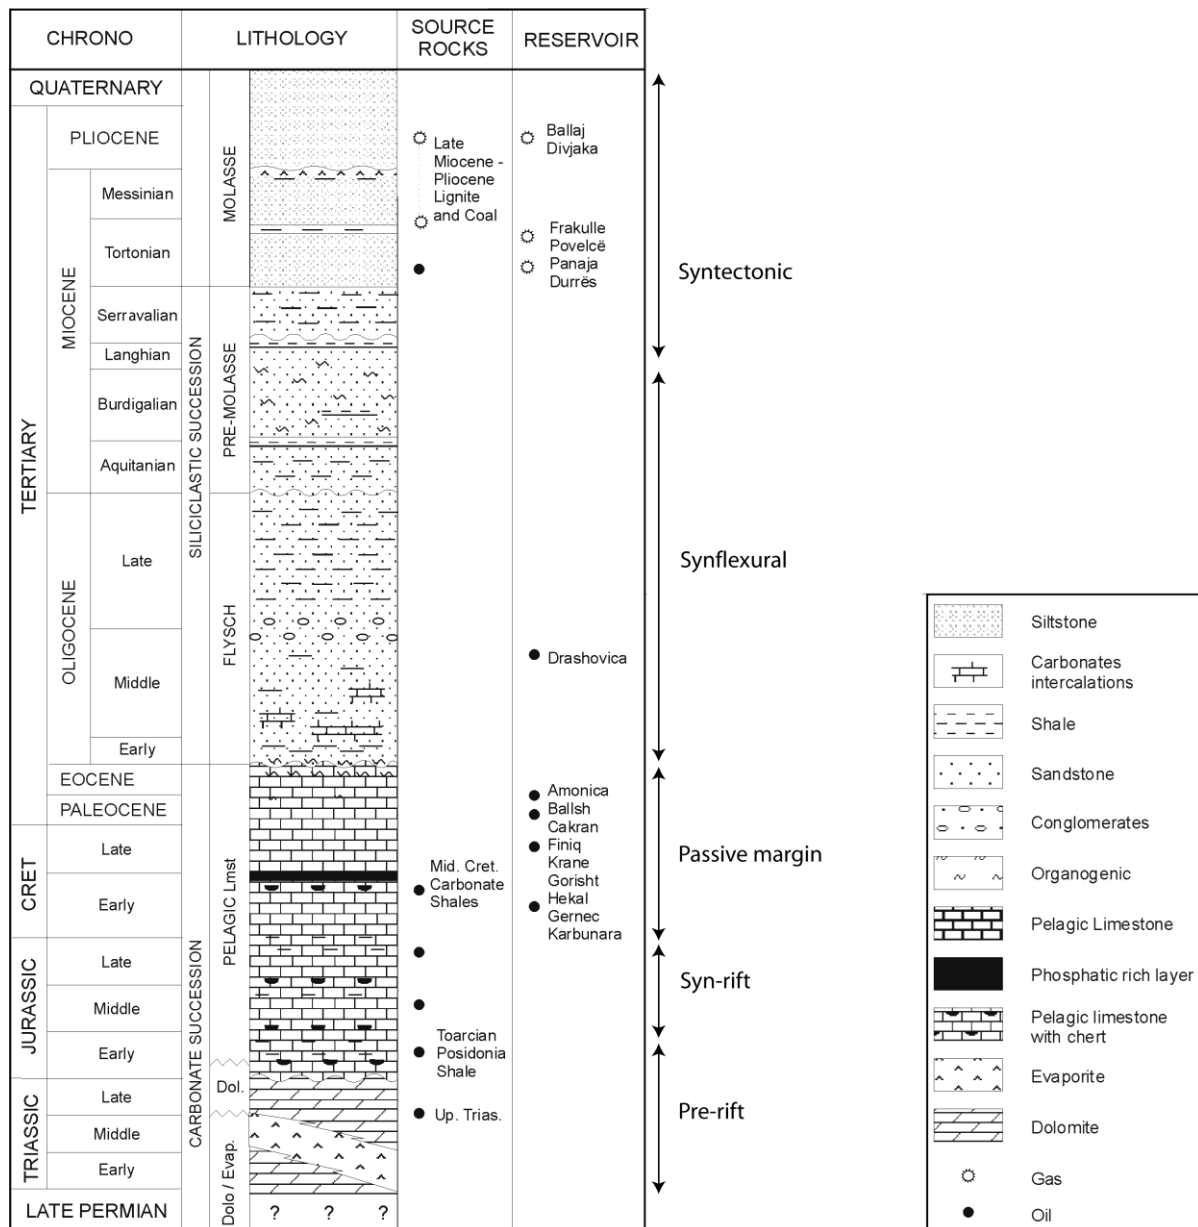 CHRONO
LITHOLOGY
SOURCE
ROCKS
RESERVOIR
QUATERNARY
TERTIARY
PLIOCENE
MIOCENE
Messinian
Tortonian
Serravalian
Langhian
Burdigalian
Aquitanian
OLIGOCENE
Late
Middle
Early
EOCENE
PALEOCENE
CRET
Late
Early
JURASSIC
Late
Middle
Early
TRIASSIC
Late
Middle
Early
LATE PERMIAN
SILICICLASTIC SUCCESSION
CARBONATE SUCCESSION
MOLASSE
PRE-MOLASSE
FLYSCH
PELAGIC Lmst
Dol.
Dolo / Evap.
? ? ?
Late
Miocene -
Pliocene
Lignite
and Coal
Mid. Cret.
Carbonate
Shales
Toarcian
Posidonia
Shale
Up. Trias.
Ballaj
Divjaka
Frakulle
Povelcë
Panaja
Durrës
Drashovica
Amonica
Ballsh
Cakran
Finiq
Krane
Gorisht
Hekal
Gernec
Karbunara
Syntectonic
Synflexural
Passive margin
Syn-rift
Pre-rift
Siltstone
Carbonates
intercalations
Shale
Sandstone
Conglomerates
Organogenic
Pelagic Limestone
Phosphatic rich layer
Pelagic limestone
with chert
Evaporite
Dolomite
Gas
Oil